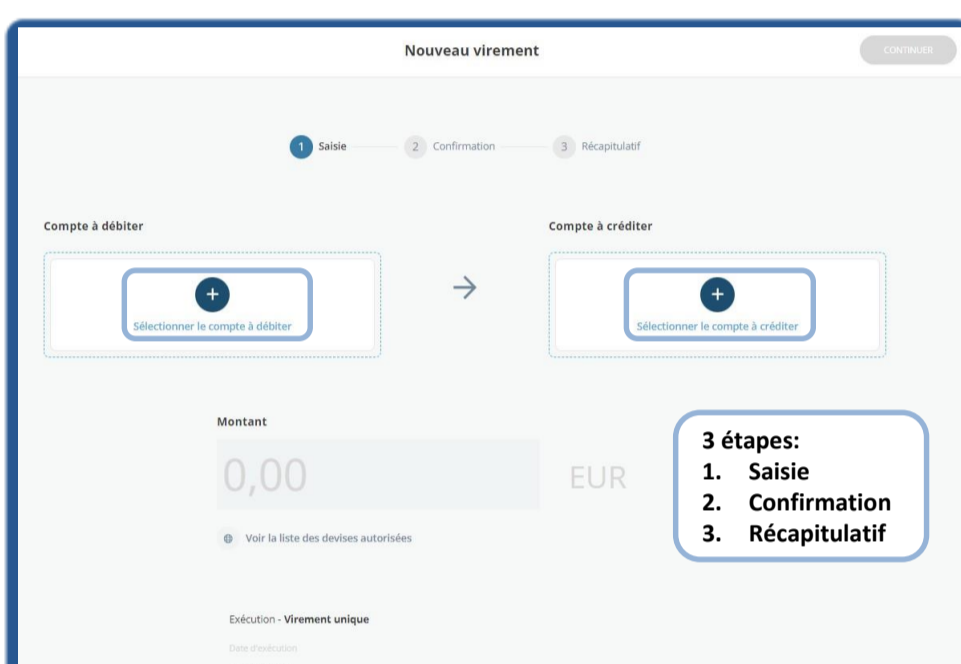 Nouveau virement
CONTINUER
1 Saisie 2 Confirmation 3 Récapitulatif
Compte à débiter
Compte à créditer
Sélectionner le compte à débiter
Sélectionner le compte à créditer
Montant
0,00 EUR
Voir la liste des devises autorisées
3 étapes:
1. Saisie
2. Confirmation
3. Récapitulatif
Exécution - Virement unique
Date d'exécution